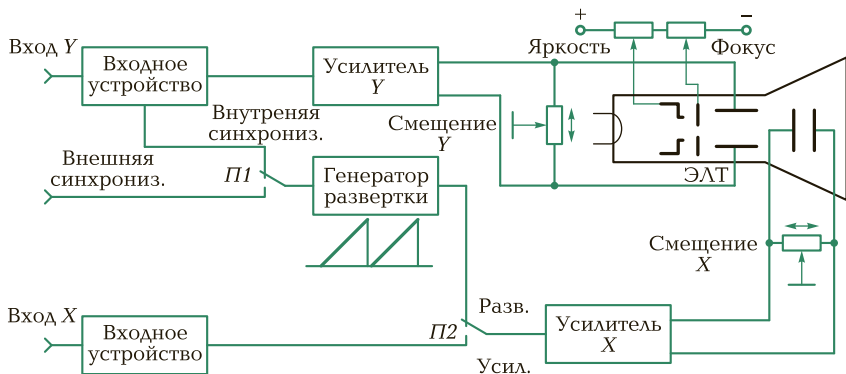 +
−
Яркость
Фокус
Вход Y
Входное
устройство
Усилитель
Y
Внутреняя
синхрониз.
Смещение
Y
Внешняя
синхрониз.
П1
Генератор
развертки
ЭЛТ
Смещение
X
Вход X
Входное
устройство
П2
Разв.
Усил.
Усилитель
X